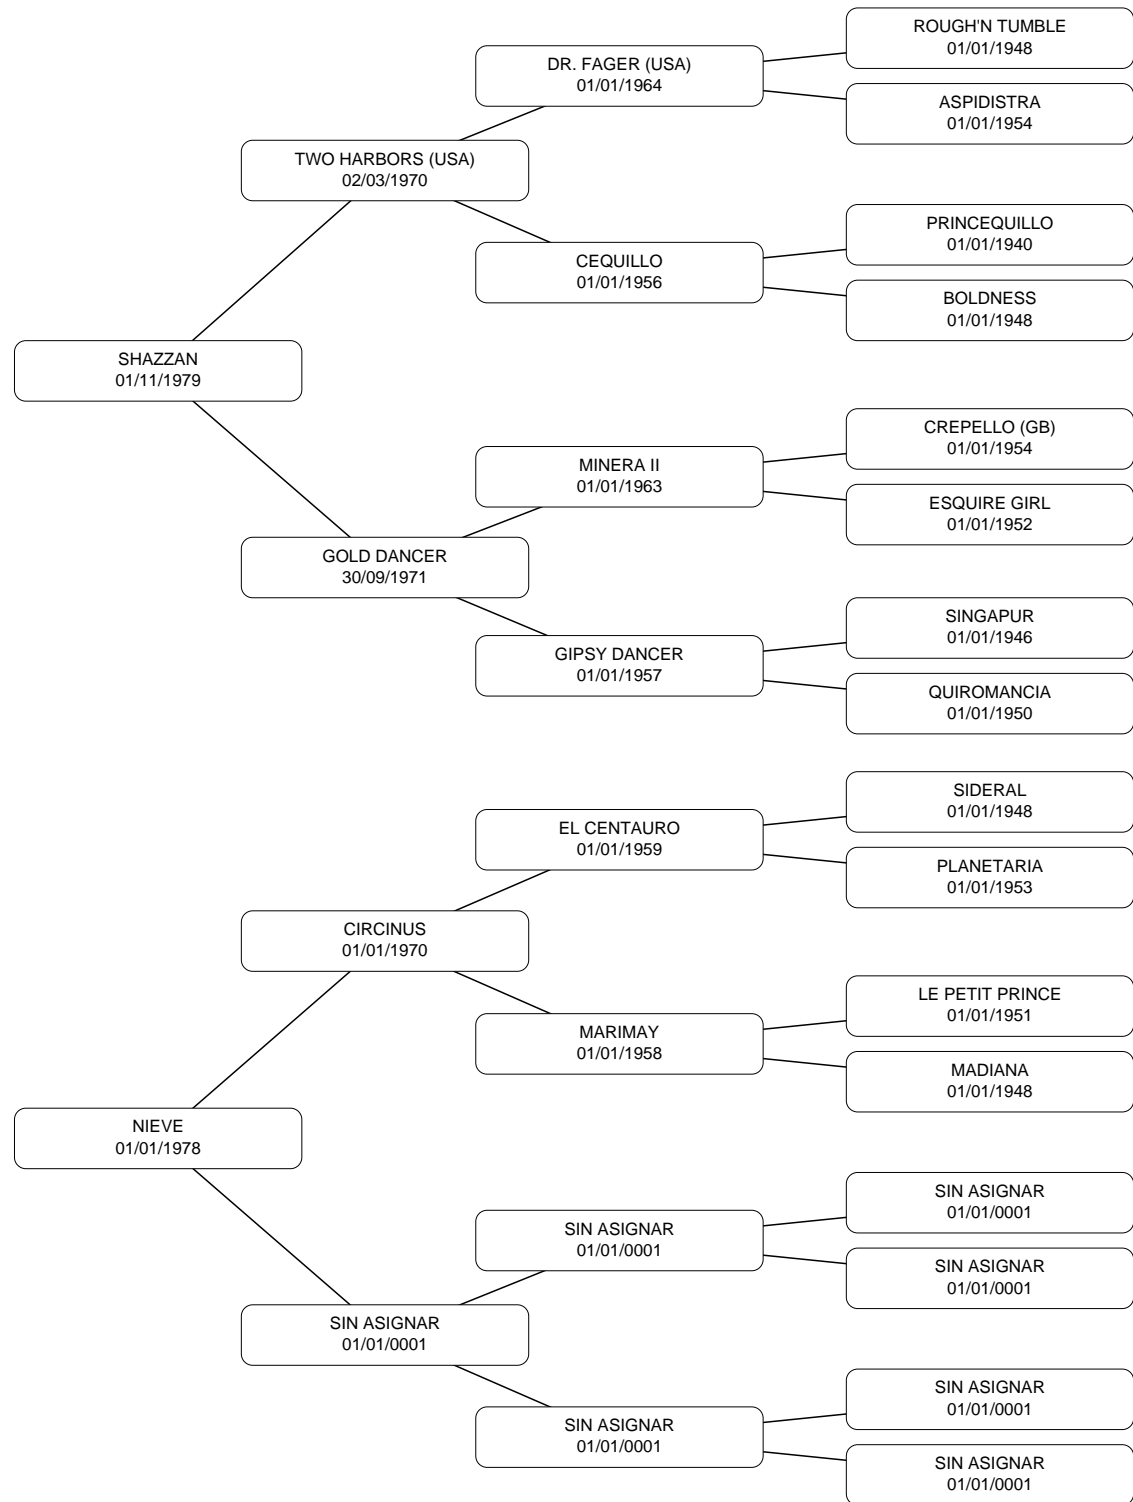 ROUGH'N TUMBLE
01/01/1948
DR. FAGER (USA)
01/01/1964
ASPIDISTRA
01/01/1954
TWO HARBORS (USA)
02/03/1970
PRINCEQUILLO
01/01/1940
CEQUILLO
01/01/1956
BOLDNESS
01/01/1948
SHAZZAN
01/11/1979
CREPELLO (GB)
01/01/1954
MINERA II
01/01/1963
ESQUIRE GIRL
01/01/1952
GOLD DANCER
30/09/1971
SINGAPUR
01/01/1946
GIPSY DANCER
01/01/1957
QUIROMANCIA
01/01/1950
SIDERAL
01/01/1948
EL CENTAURO
01/01/1959
PLANETARIA
01/01/1953
CIRCINUS
01/01/1970
LE PETIT PRINCE
01/01/1951
MARIMAY
01/01/1958
MADIANA
01/01/1948
NIEVE
01/01/1978
SIN ASIGNAR
01/01/0001
SIN ASIGNAR
01/01/0001
SIN ASIGNAR
01/01/0001
SIN ASIGNAR
01/01/0001
SIN ASIGNAR
01/01/0001
SIN ASIGNAR
01/01/0001
SIN ASIGNAR
01/01/0001